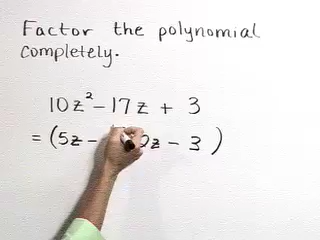 Factor the polynomial
completely.
10z² - 17z + 3
= (5z - z - 3 )